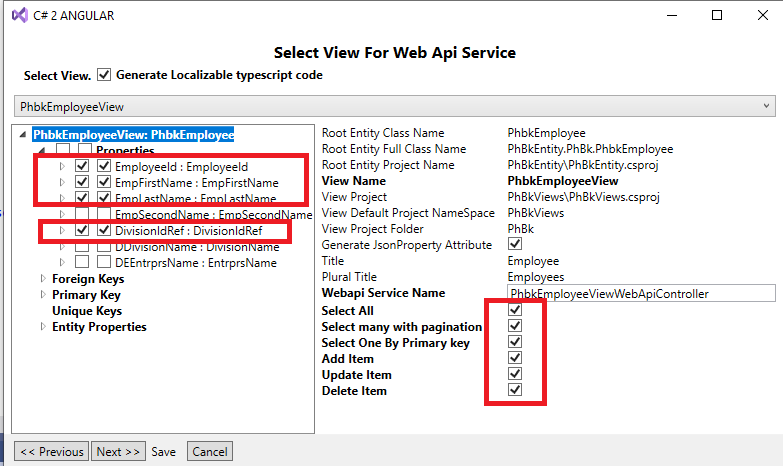 C# 2 ANGULAR
Select View For Web Api Service
Select View. Generate Localizable typescript code
PhbkEmployeeView
PhbkEmployeeView: PhbkEmployee
Properties
EmployeeId : EmployeeId
EmpFirstName : EmpFirstName
EmpLastName : EmpLastName
EmpSecondName : EmpSecondName
DivisionIdRef : DivisionIdRef
DDivisionName : DivisionName
DEEntrprsName : EntrprsName
Foreign Keys
Primary Key
Unique Keys
Entity Properties
Root Entity Class Name PhbkEmployee
Root Entity Full Class Name PhbkEntity.PhBk.PhbkEmployee
Root Entity Project Name PhBkEntity\PhBkEntity.csproj
View Name PhbkEmployeeView
View Project PhBkViews\PhBkViews.csproj
View Default Project NameSpace PhBkViews
View Project Folder PhBk
Generate JsonProperty Attribute
Title Employee
Plural Title Employees
Webapi Service Name PhbkEmployeeViewWebApiController
Select All
Select many with pagination
Select One By Primary key
Add Item
Update Item
Delete Item
<< Previous Next >> Save Cancel